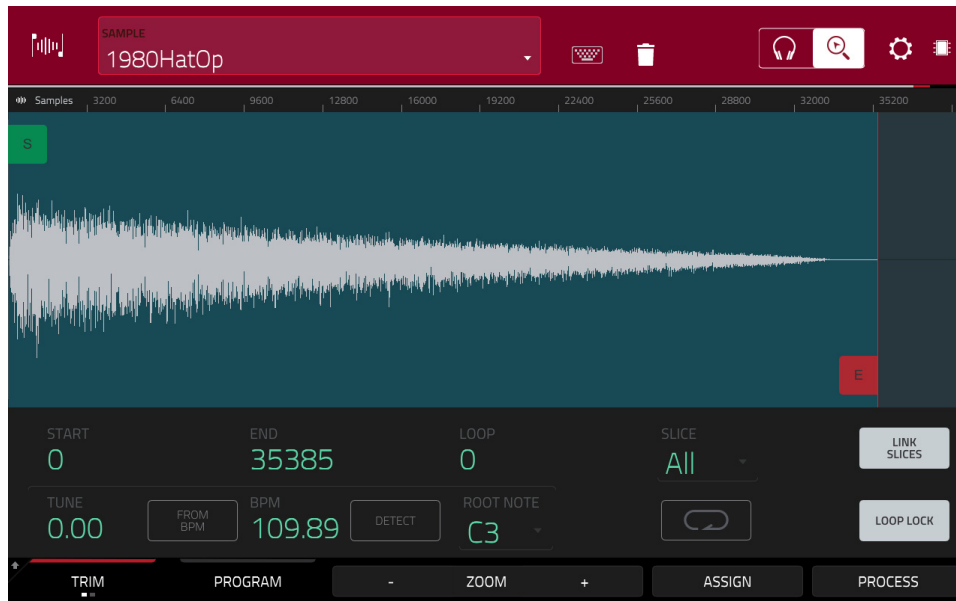 SAMPLE
1980HatOp
Samples 3200 6400 9600 12800 16000 19200 22400 25600 28800 32000 35200
S
E
START END LOOP SLICE
0 35385 0 All
LINK SLICES
TUNE BPM ROOT NOTE
0.00 FROM BPM 109.89 DETECT C3
LOOP LOCK
TRIM PROGRAM - ZOOM + ASSIGN PROCESS